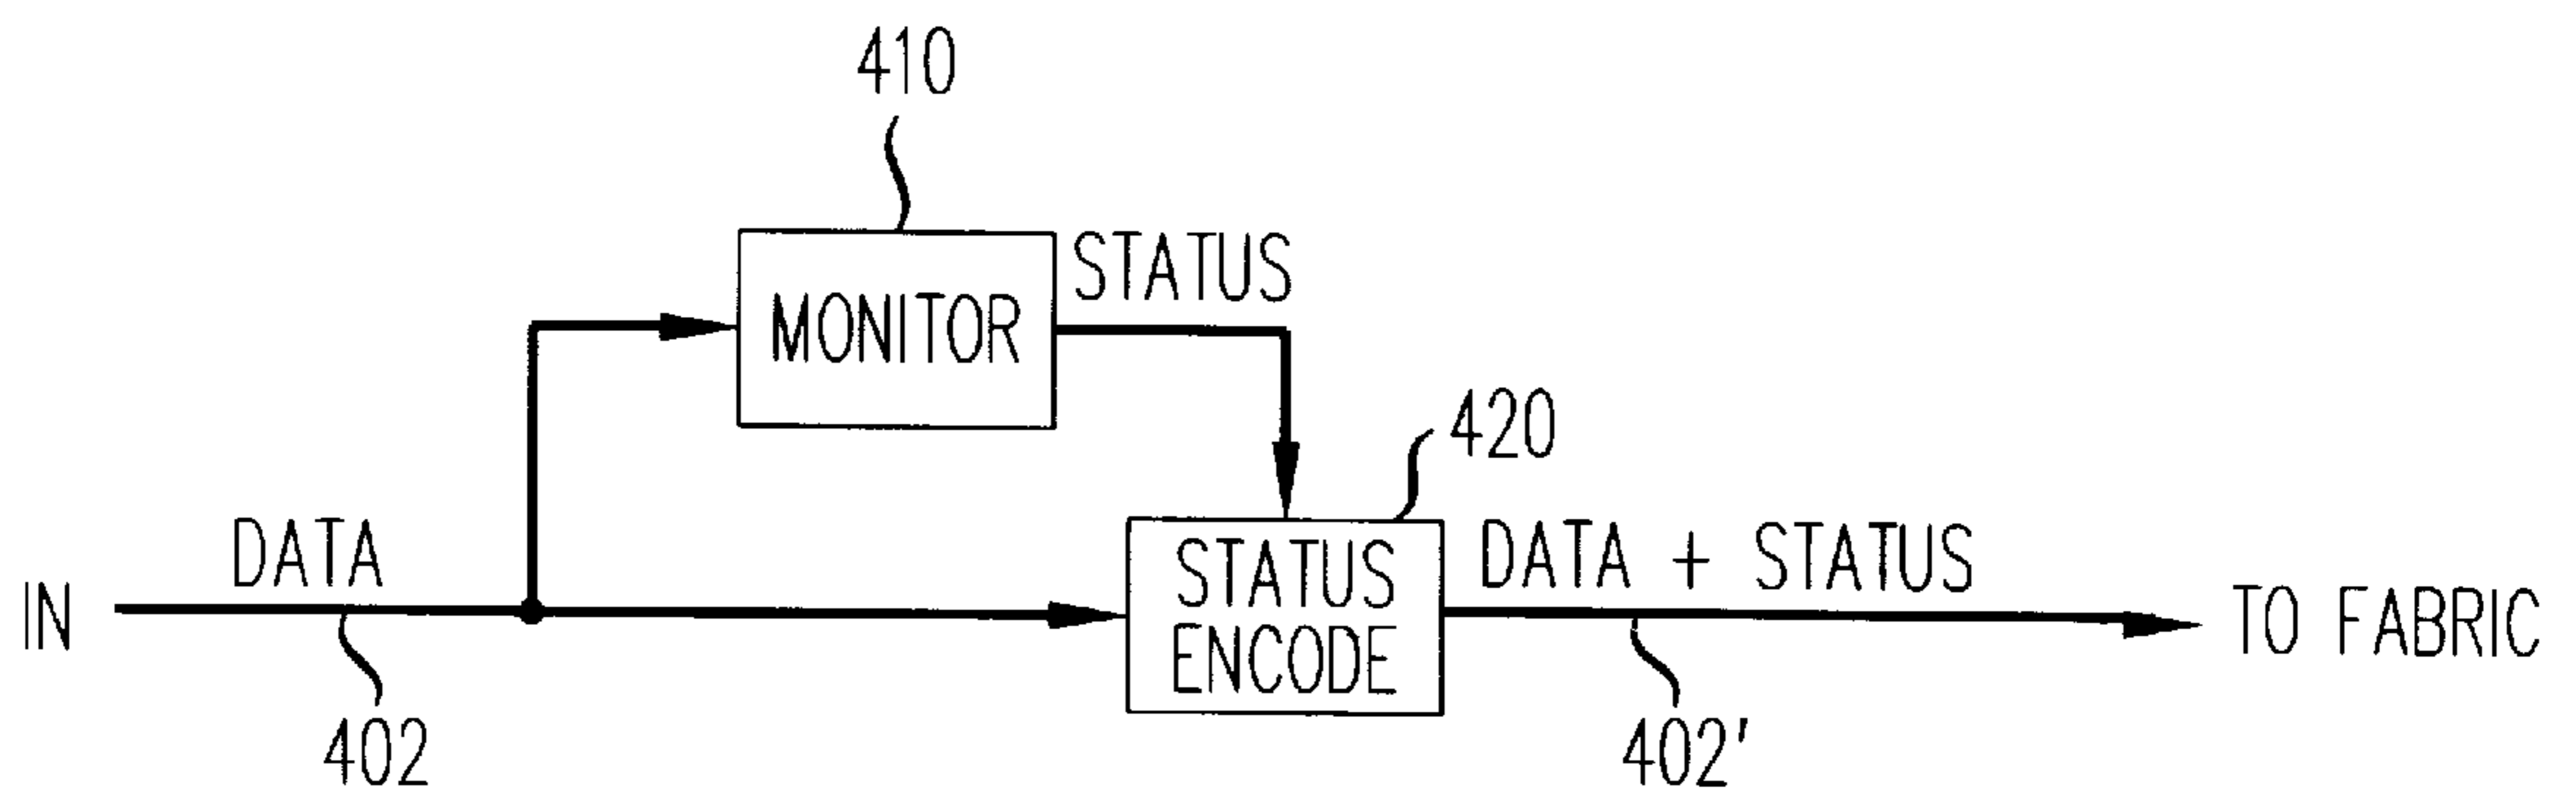 410
STATUS
MONITOR
420
DATA
STATUS
ENCODE
DATA + STATUS
IN
TO FABRIC
402
402'